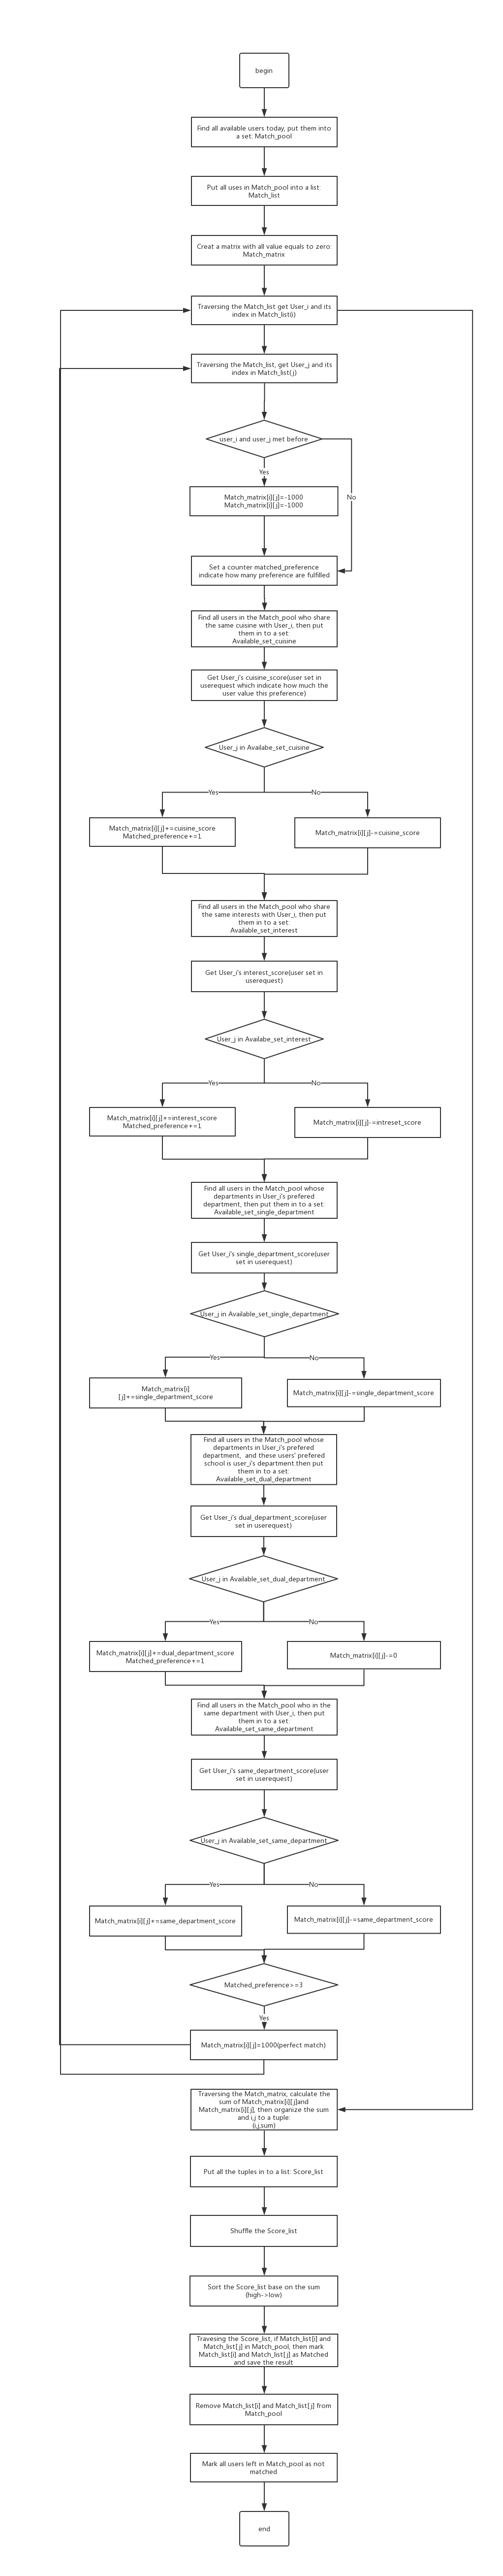 begin
Find all available users today, put them into
a set: Match_pool
Put all uses in Match_pool into a list:
Match_list
Creat a matrix with all value equals to zero:
Match_matrix
Traversing the Match_list get User_i and its
index in Match_list(i)
Traversing the Match_list, get User_j and its
index in Match_list(j)
user_i and user_j met before
Yes
No
Match_matrix[i][j]=-1000
Match_matrix[i][j]=-1000
Set a counter matched_preference
indicate how many preference are fulfilled
Find all users in the Match_pool who share
the same cuisine with User_i, then put
them in to a set:
Available_set_cuisine
Get User_i's cuisine_score(user set in
userequest which indicate how much the
user value this preference)
User_j in Availabe_set_cuisine
Yes
No
Match_matrix[i][j]+=cuisine_score
Matched_preference+=1
Match_matrix[i][j]-=cuisine_score
Find all users in the Match_pool who share
the same interests with User_i, then put
them in to a set:
Available_set_interest
Get User_i's interest_score(user set in
userequest)
User_j in Availabe_set_interest
Yes
No
Match_matrix[i][j]+=interest_score
Matched_preference+=1
Match_matrix[i][j]-=intreset_score
Find all users in the Match_pool whose
departments in User_i's prefered
department, then put them in to a set:
Available_set_single_department
Get User_i's single_department_score(user
set in userequest)
User_j in Available_set_single_department
Yes
No
Match_matrix[i]
[j]+=single_department_score
Match_matrix[i][j]-=single_department_score
Find all users in the Match_pool whose
departments in User_i's prefered
department, and these users' prefered
school is user_i's department then put
them in to a set:
Available_set_dual_department
Get User_i's dual_department_score(user
set in userequest)
User_j in Available_set_dual_department
Yes
No
Match_matrix[i][j]+=dual_department_score
Matched_preference+=1
Match_matrix[i][j]-=0
Find all users in the Match_pool who in the
same department with User_i, then put
them in to a set:
Available_set_same_department
Get User_i's same_department_score(user
set in userequest)
User_j in Available_set_same_department
Yes
No
Match_matrix[i][j]+=same_department_score
Match_matrix[i][j]-=same_department_score
Matched_preference>=3
Yes
Match_matrix[i][j]=1000(perfect match)
Traversing the Match_matrix, calculate the
sum of Match_matrix[i][j]and
Match_matrix[i][j], then organize the sum
and i,j to a tuple:
(i,j,sum)
Put all the tuples in to a list: Score_list
Shuffle the Score_list
Sort the Score_list base on the sum
(high->low)
Travesing the Score_list, if Match_list[i] and
Match_list[j] in Match_pool, then mark
Match_list[i] and Match_list[j] as Matched
and save the result
Remove Match_list[i] and Match_list[j] from
Match_pool
Mark all users left in Match_pool as not
matched
end